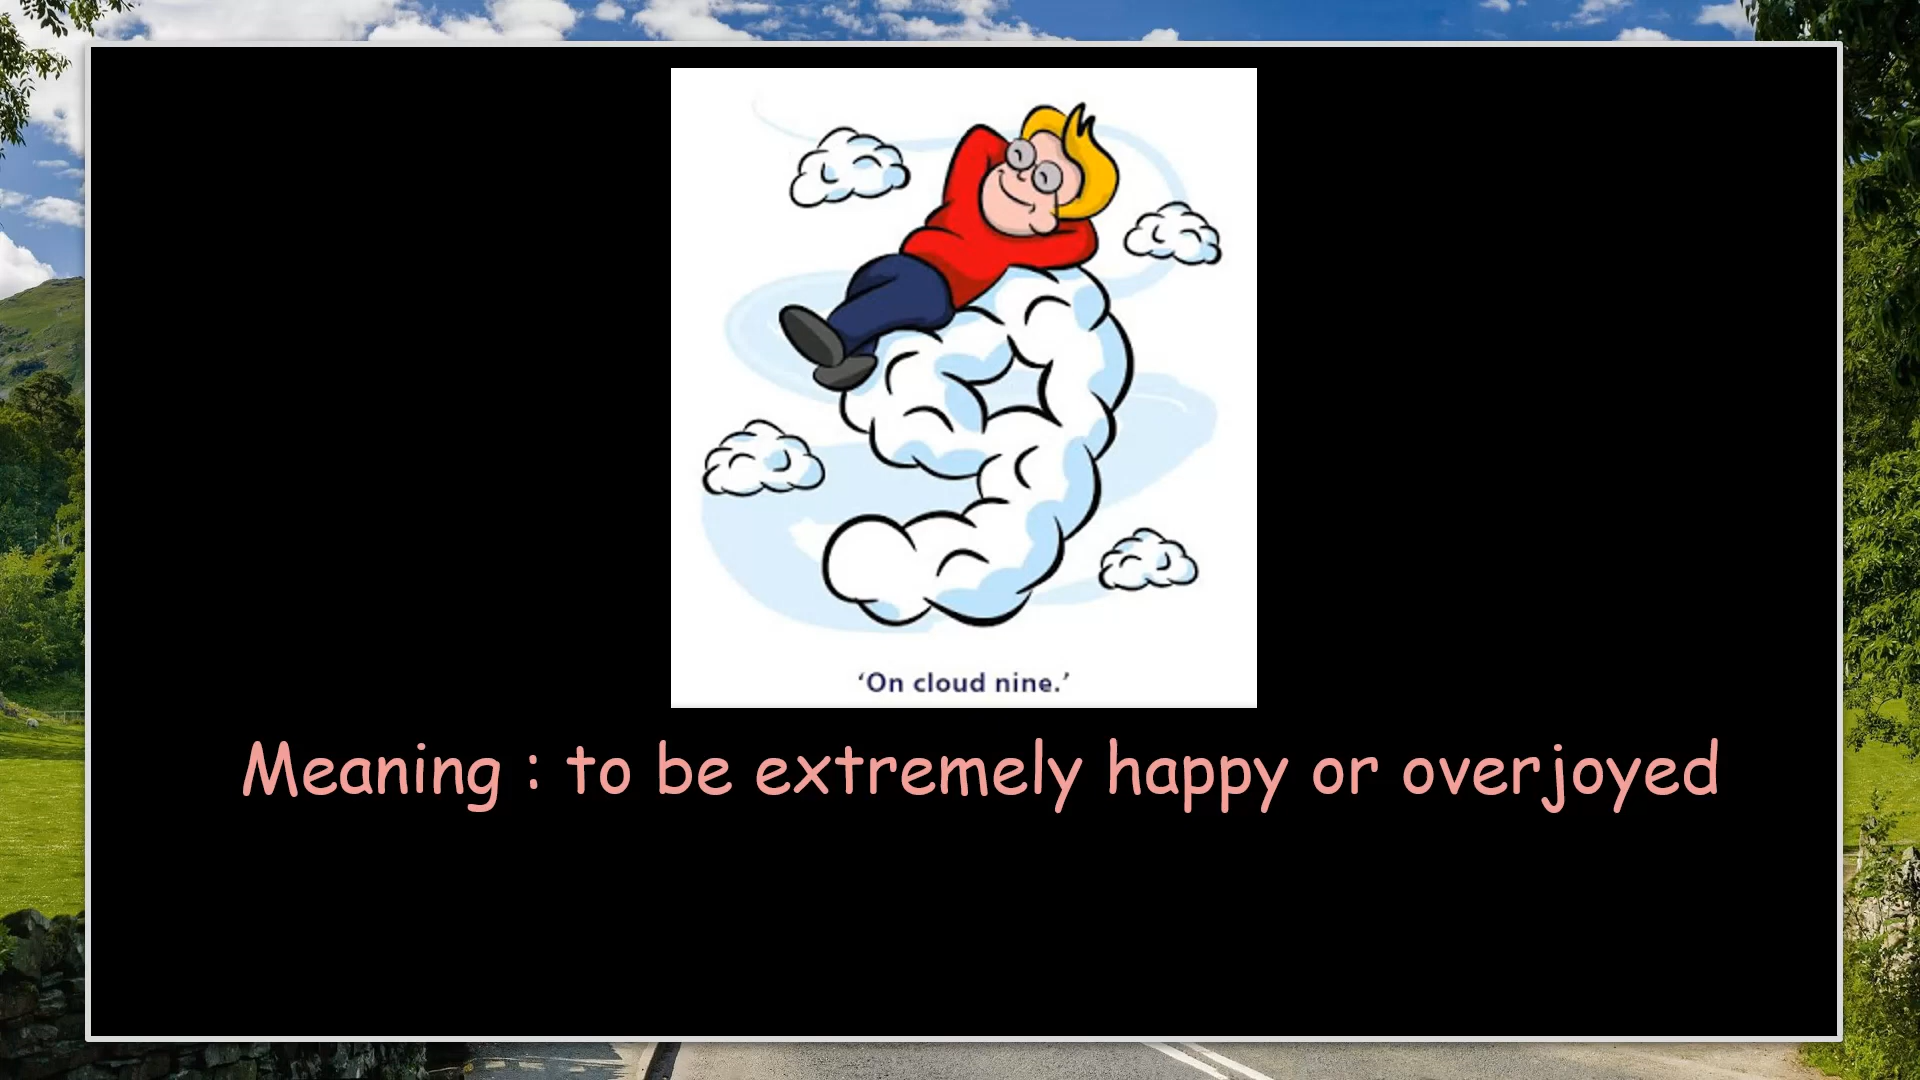 ‘On cloud nine.’
Meaning : to be extremely happy or overjoyed